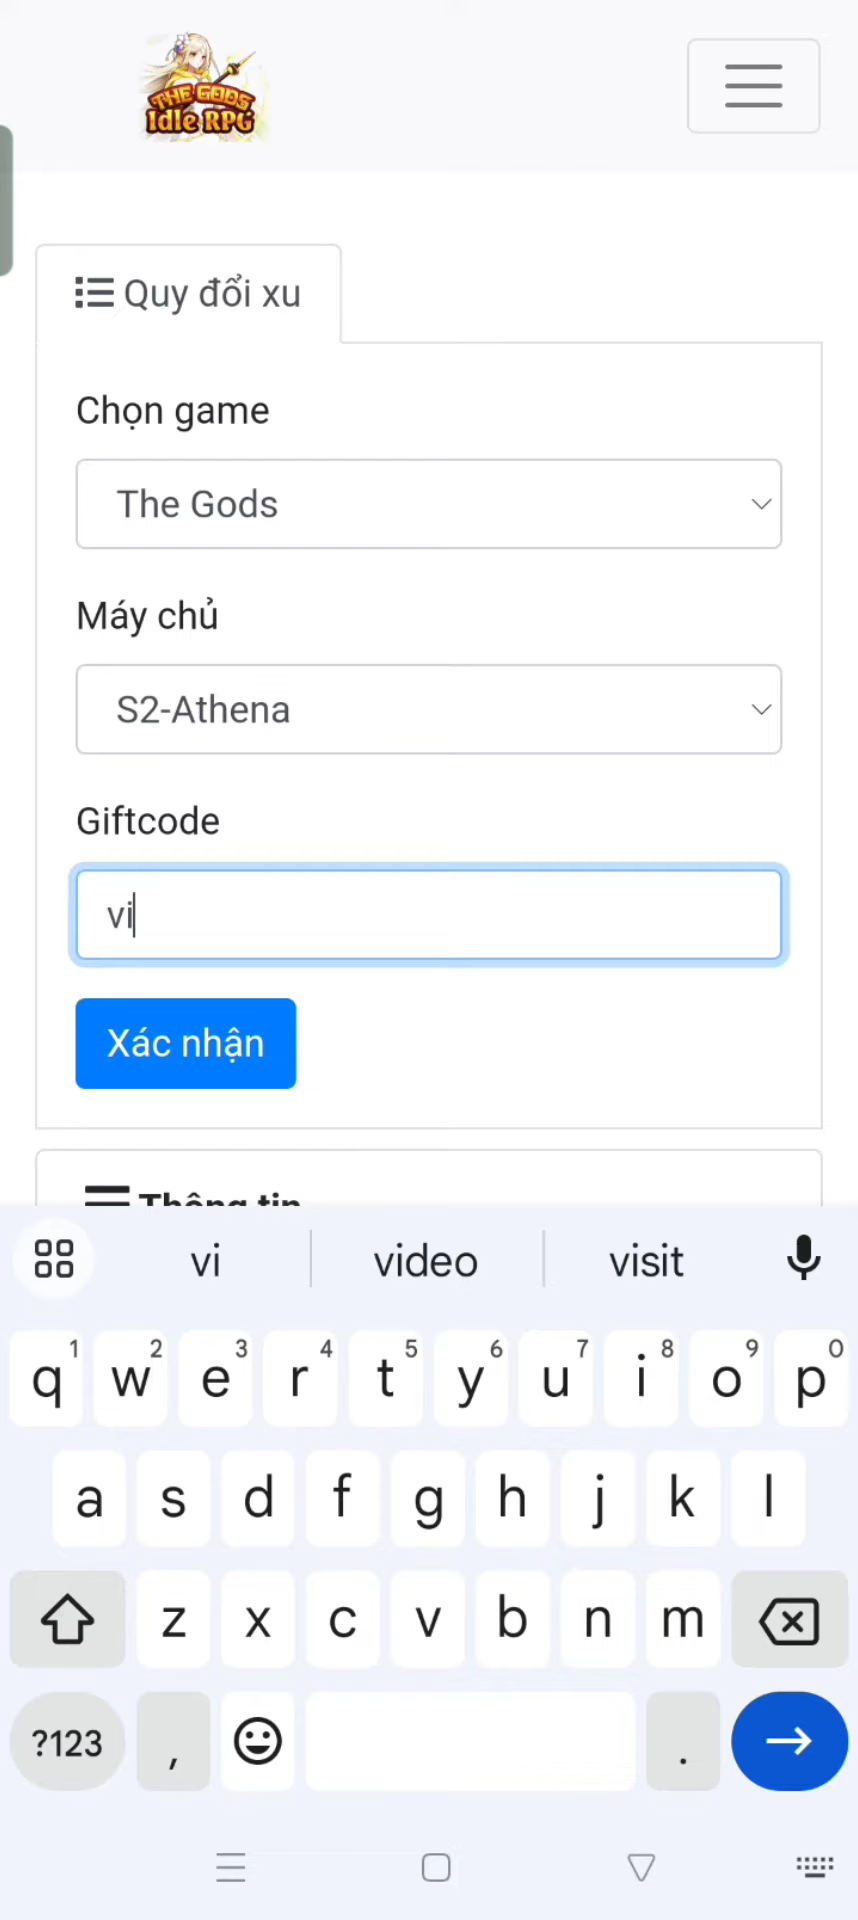 THE GODS
Idle RPG
Quy đổi xu
Chọn game
The Gods
Máy chủ
S2-Athena
Giftcode
vi
Xác nhận
Thông tin
vi video visit
q1 w2 e3 r4 t5 y6 u7 i8 o9 p0
a s d f g h j k l
z x c v b n m
?123 , .